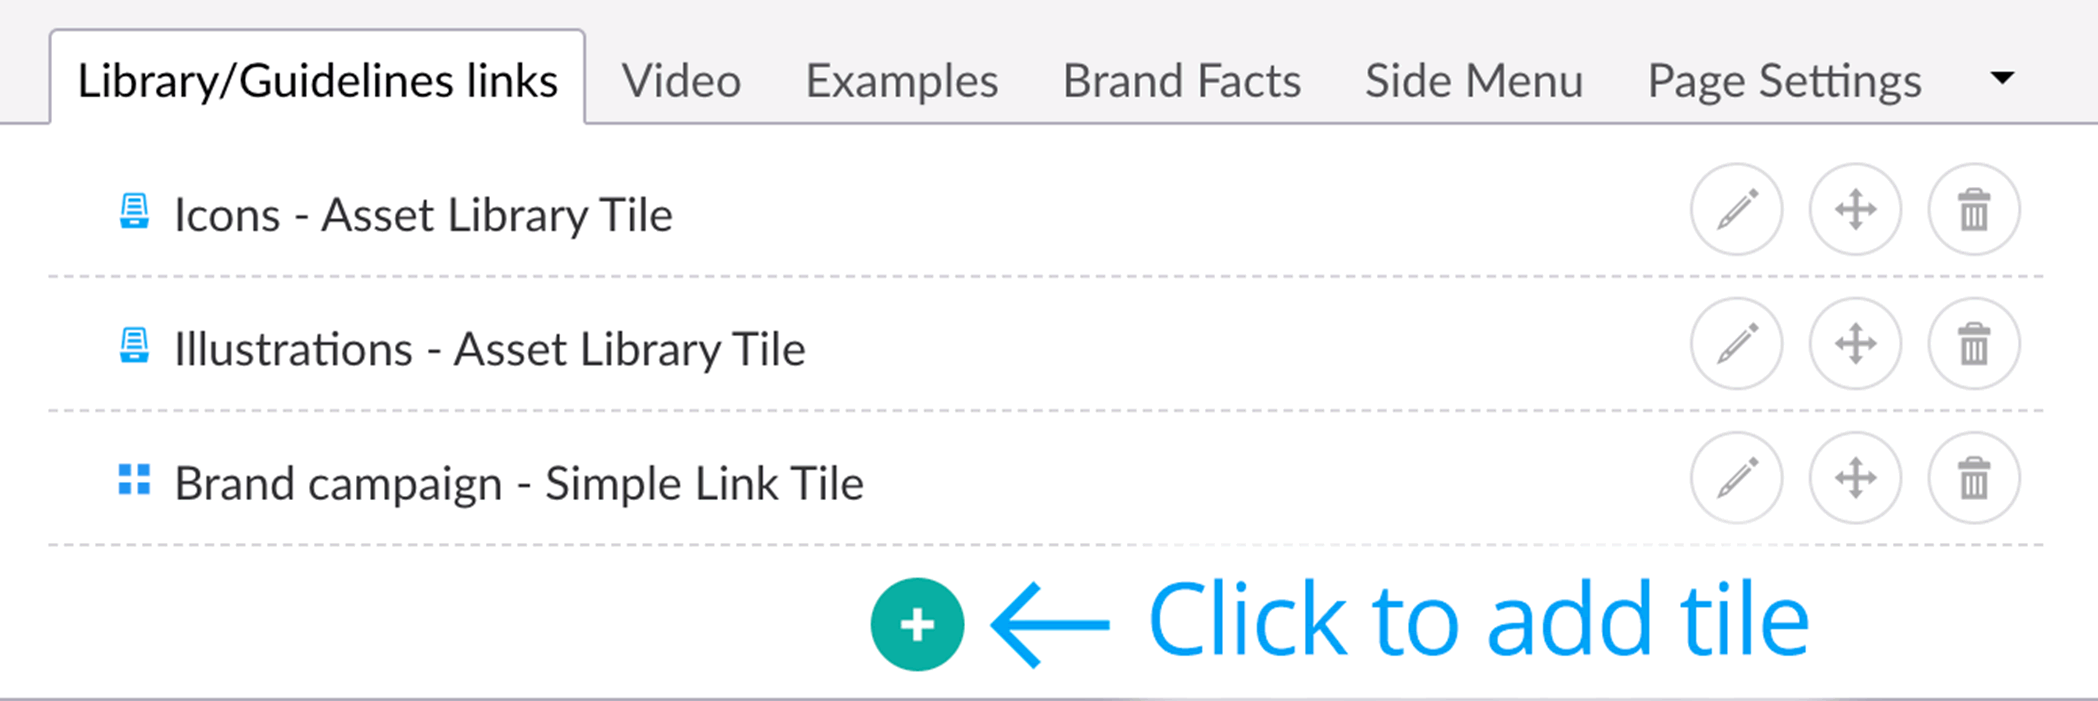 Library/Guidelines links Video Examples Brand Facts Side Menu Page Settings
Icons - Asset Library Tile
Illustrations - Asset Library Tile
Brand campaign - Simple Link Tile
Click to add tile